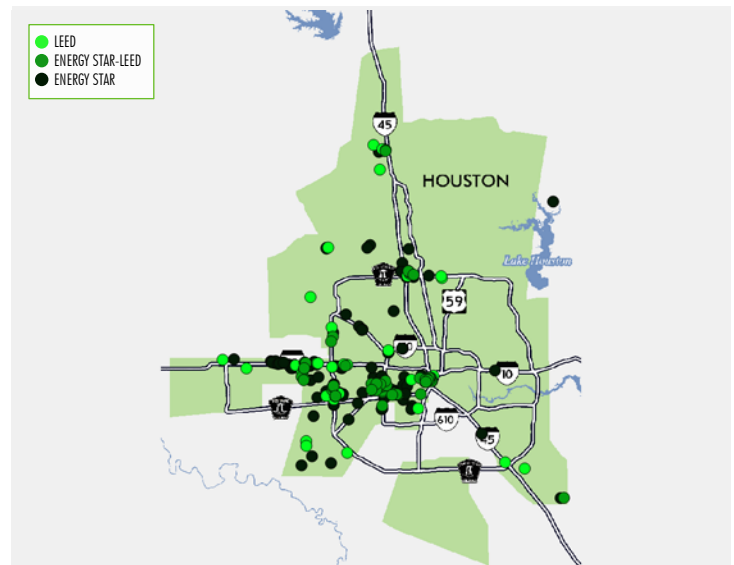 LEED
ENERGY STAR-LEED
ENERGY STAR
45
HOUSTON
Lake Houston
59
10
610
45